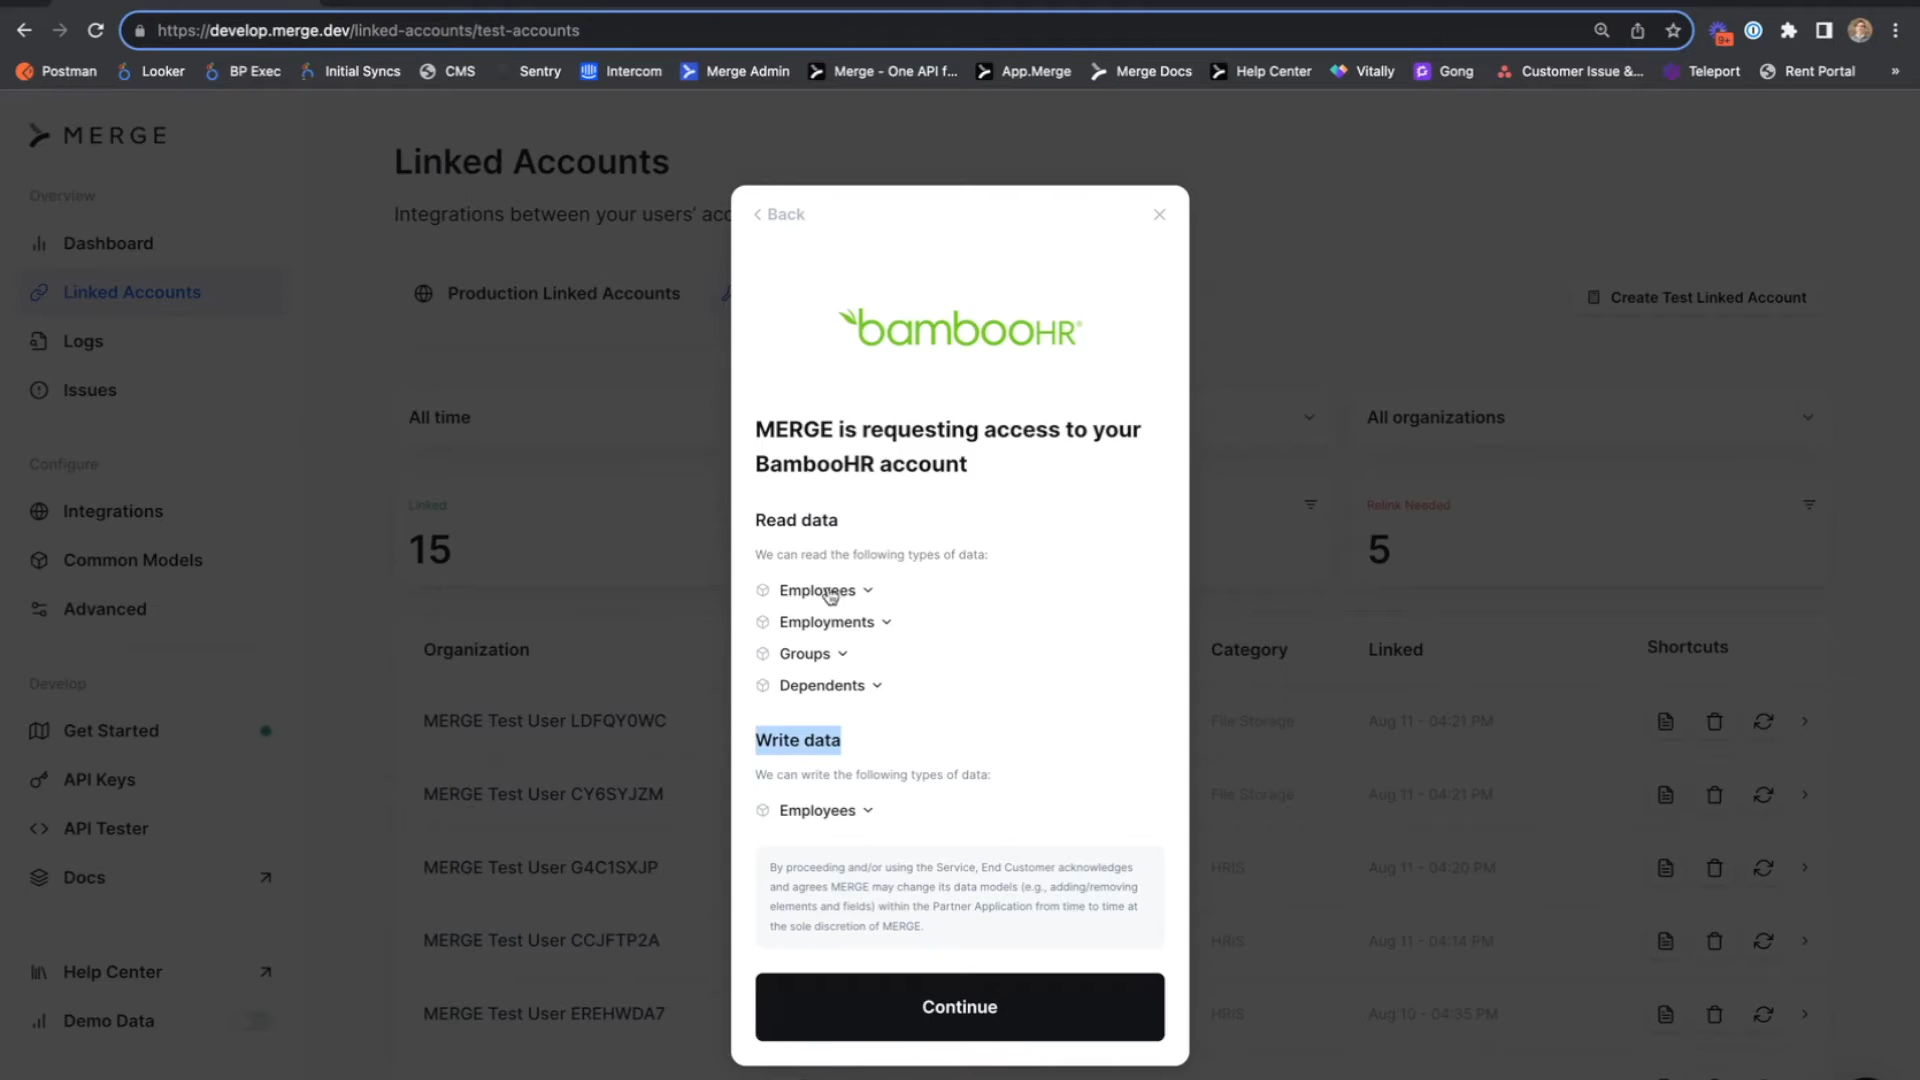 https://develop.merge.dev/linked-accounts/test-accounts
9+
Postman Looker BP Exec Initial Syncs CMS Sentry Intercom Merge Admin Merge - One API f... App.Merge Merge Docs Help Center Vitally Gong Customer Issue &... Teleport Rent Portal »
MERGE
Overview
Dashboard
Linked Accounts
Logs
Issues
Configure
Integrations
Common Models
Advanced
Develop
Get Started
API Keys
API Tester
Docs
Help Center
Demo Data
Linked Accounts
Integrations between your users' acc
Production Linked Accounts
Create Test Linked Account
All time
All organizations
Linked
15
Relink Needed
5
Organization Category Linked Shortcuts
MERGE Test User LDFQY0WC File Storage Aug 11 - 04:21 PM
MERGE Test User CY6SYJZM File Storage Aug 11 - 04:21 PM
MERGE Test User G4C1SXJP HRIS Aug 11 - 04:20 PM
MERGE Test User CCJFTP2A HRIS Aug 11 - 04:14 PM
MERGE Test User EREHWDA7 HRIS Aug 10 - 04:35 PM
Back
bambooHR®
MERGE is requesting access to your
BambooHR account
Read data
We can read the following types of data:
Employees
Employments
Groups
Dependents
Write data
We can write the following types of data:
Employees
By proceeding and/or using the Service, End Customer acknowledges
and agrees MERGE may change its data models (e.g., adding/removing
elements and fields) within the Partner Application from time to time at
the sole discretion of MERGE.
Continue